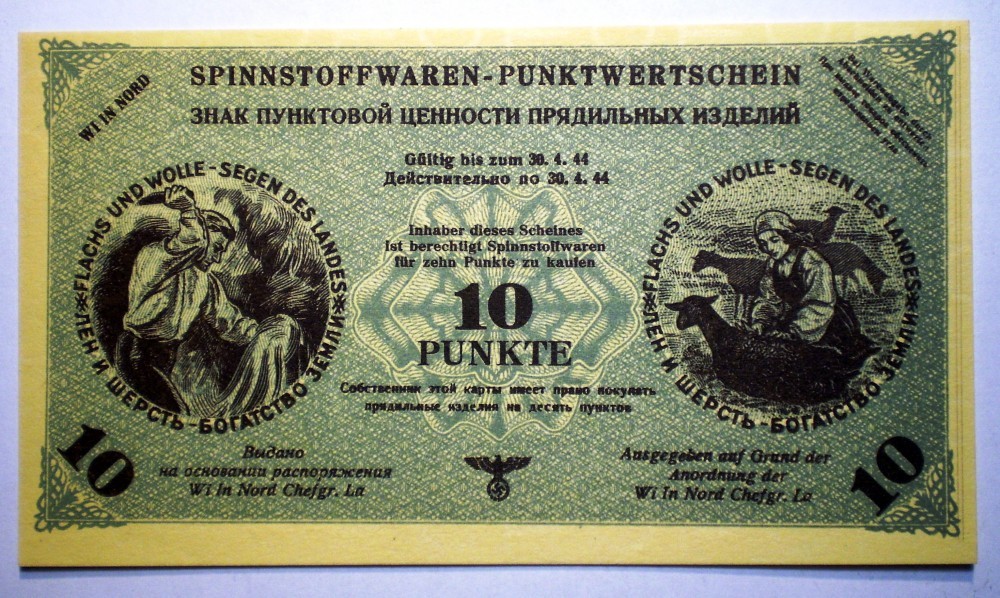 WI IN NORD
SPINNSTOFFWAREN-PUNKTWERTSCHEIN
ЗНАК ПУНКТОВОЙ ЦЕННОСТИ ПРЯДИЛЬНЫХ ИЗДЕЛИЙ
Gültig bis zum 30. 4. 44
Действительно по 30. 4. 44
FLACHS UND WOLLE - SEGEN DES LANDES
ЛЕН И ШЕРСТЬ - БОГАТСТВО ЗЕМЛИ
Inhaber dieses Scheines
ist berechtigt Spinnstoffwaren
für zehn Punkte zu kaufen
10
PUNKTE
Собственник этой карты имеет право покупать
прядильные изделия на десять пунктов
FLACHS UND WOLLE - SEGEN DES LANDES
ЛЕН И ШЕРСТЬ - БОГАТСТВО ЗЕМЛИ
10
Выдано
на основании распоряжения
Wi In Nord Chefgr. La
Ausgegeben auf Grund der
Anordnung der
Wi In Nord Chefgr. La
10